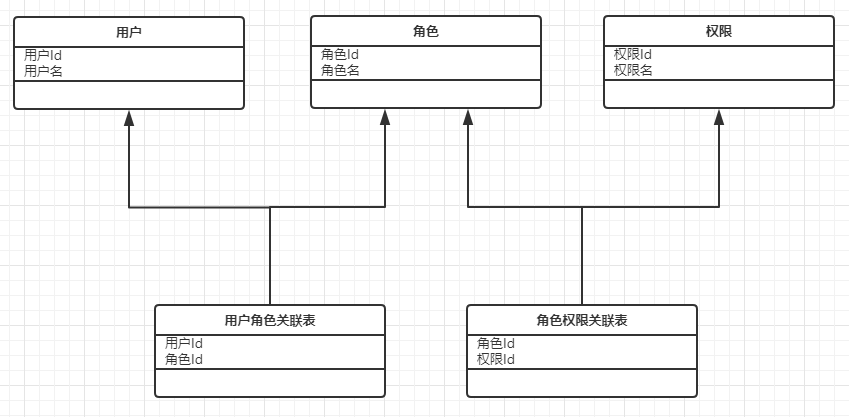 用户
用户Id
用户名
角色
角色Id
角色名
权限
权限Id
权限名
用户角色关联表
用户Id
角色Id
角色权限关联表
角色Id
权限Id